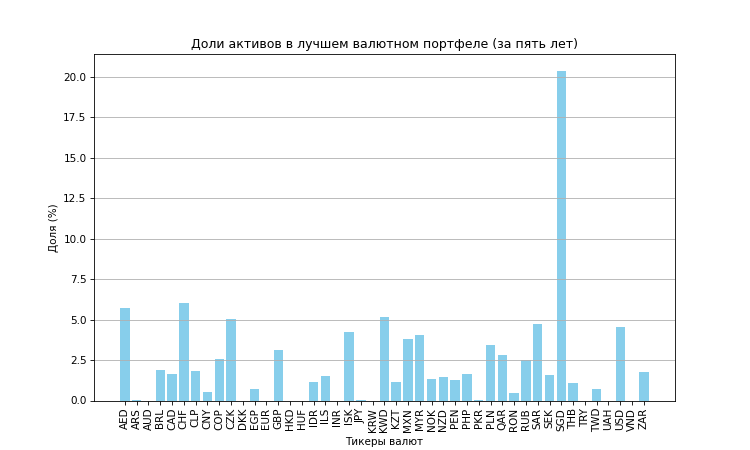 Доли активов в лучшем валютном портфеле (за пять лет)
Доля (%)
20.0
17.5
15.0
12.5
10.0
7.5
5.0
2.5
0.0
AED ARS AUD BRL CAD CHF CLP CNY COP CZK DKK EGP EUR GBP HKD HUF IDR ILS INR ISK JPY KRW KWD KZT MXN MYR NOK NZD PEN PHP PKR PLN QAR RON RUB SAR SEK SGD THB TRY TWD UAH USD VND ZAR
Тикеры валют